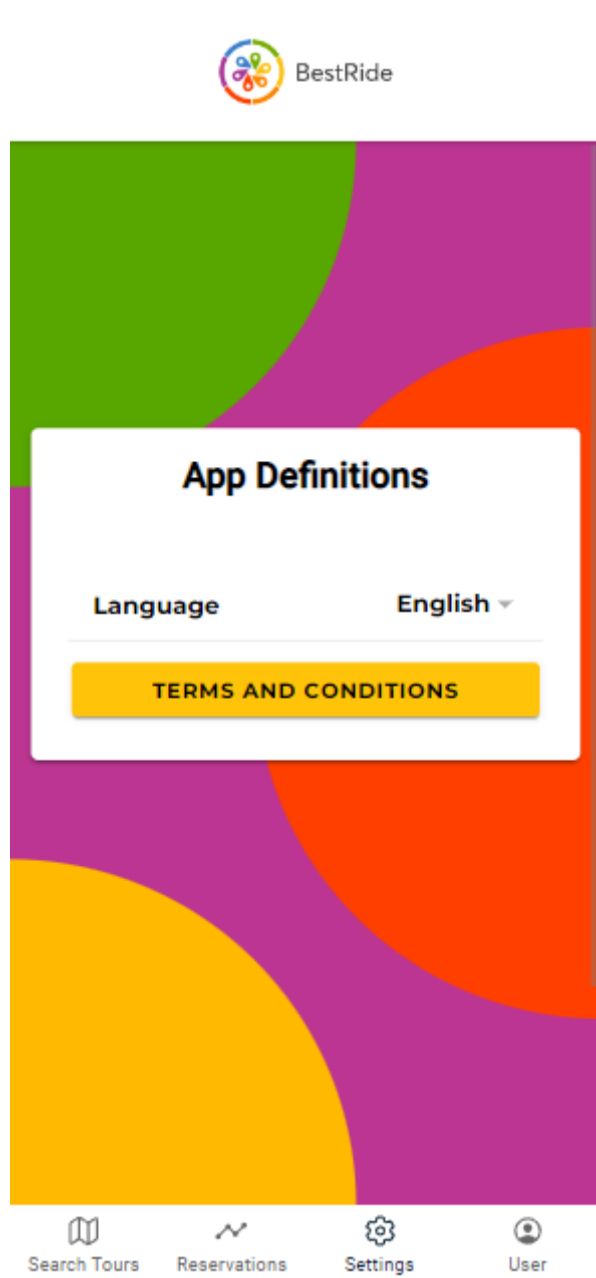 BestRide
App Definitions
Language English
TERMS AND CONDITIONS
Search Tours Reservations Settings User